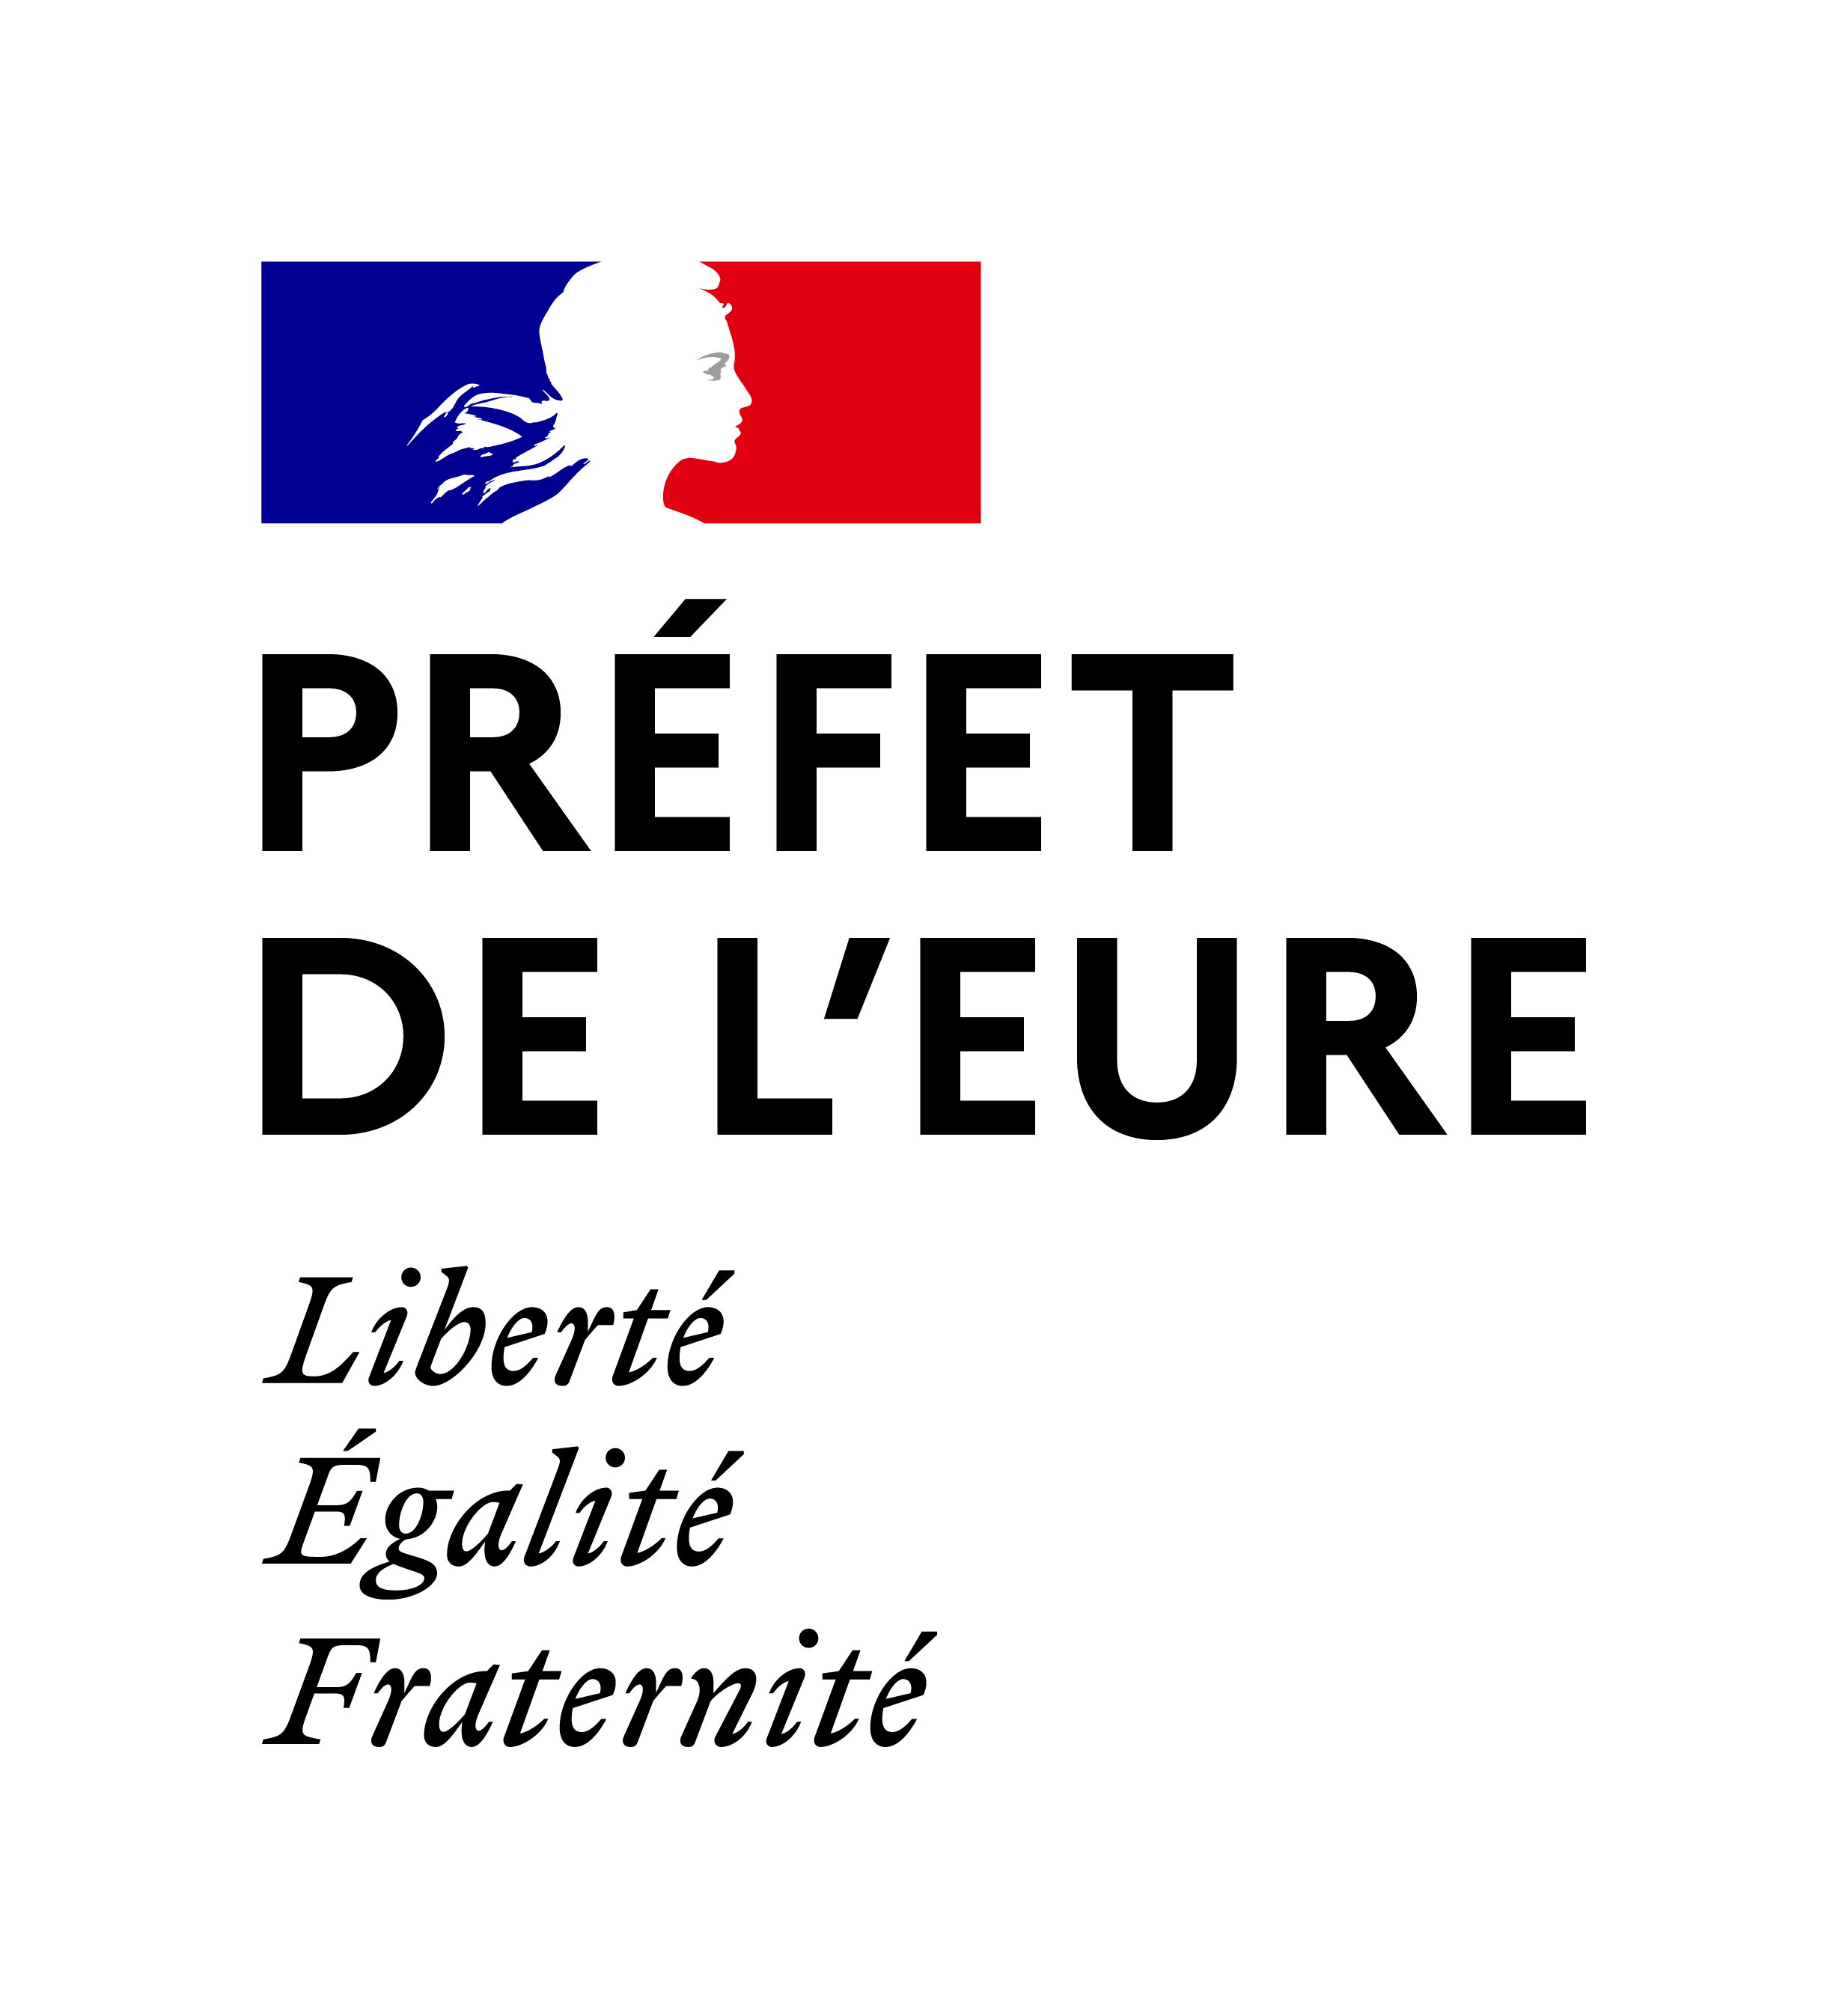 PRÉFET
DE L’EURE
Liberté
Égalité
Fraternité